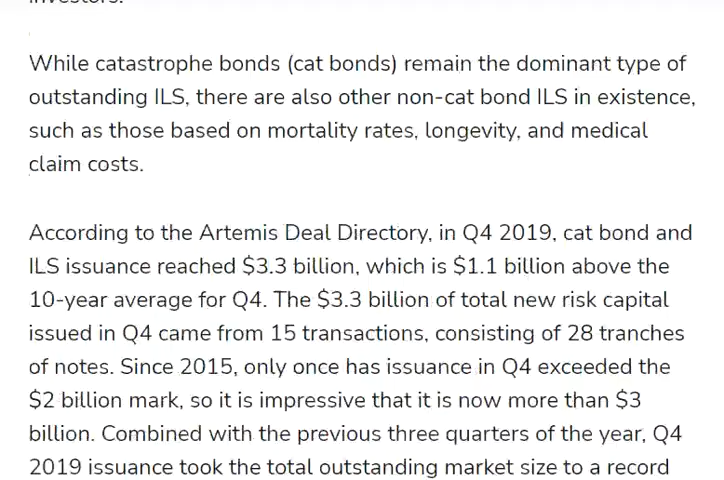 While catastrophe bonds (cat bonds) remain the dominant type of
outstanding ILS, there are also other non-cat bond ILS in existence,
such as those based on mortality rates, longevity, and medical
claim costs.
According to the Artemis Deal Directory, in Q4 2019, cat bond and
ILS issuance reached $3.3 billion, which is $1.1 billion above the
10-year average for Q4. The $3.3 billion of total new risk capital
issued in Q4 came from 15 transactions, consisting of 28 tranches
of notes. Since 2015, only once has issuance in Q4 exceeded the
$2 billion mark, so it is impressive that it is now more than $3
billion. Combined with the previous three quarters of the year, Q4
2019 issuance took the total outstanding market size to a record